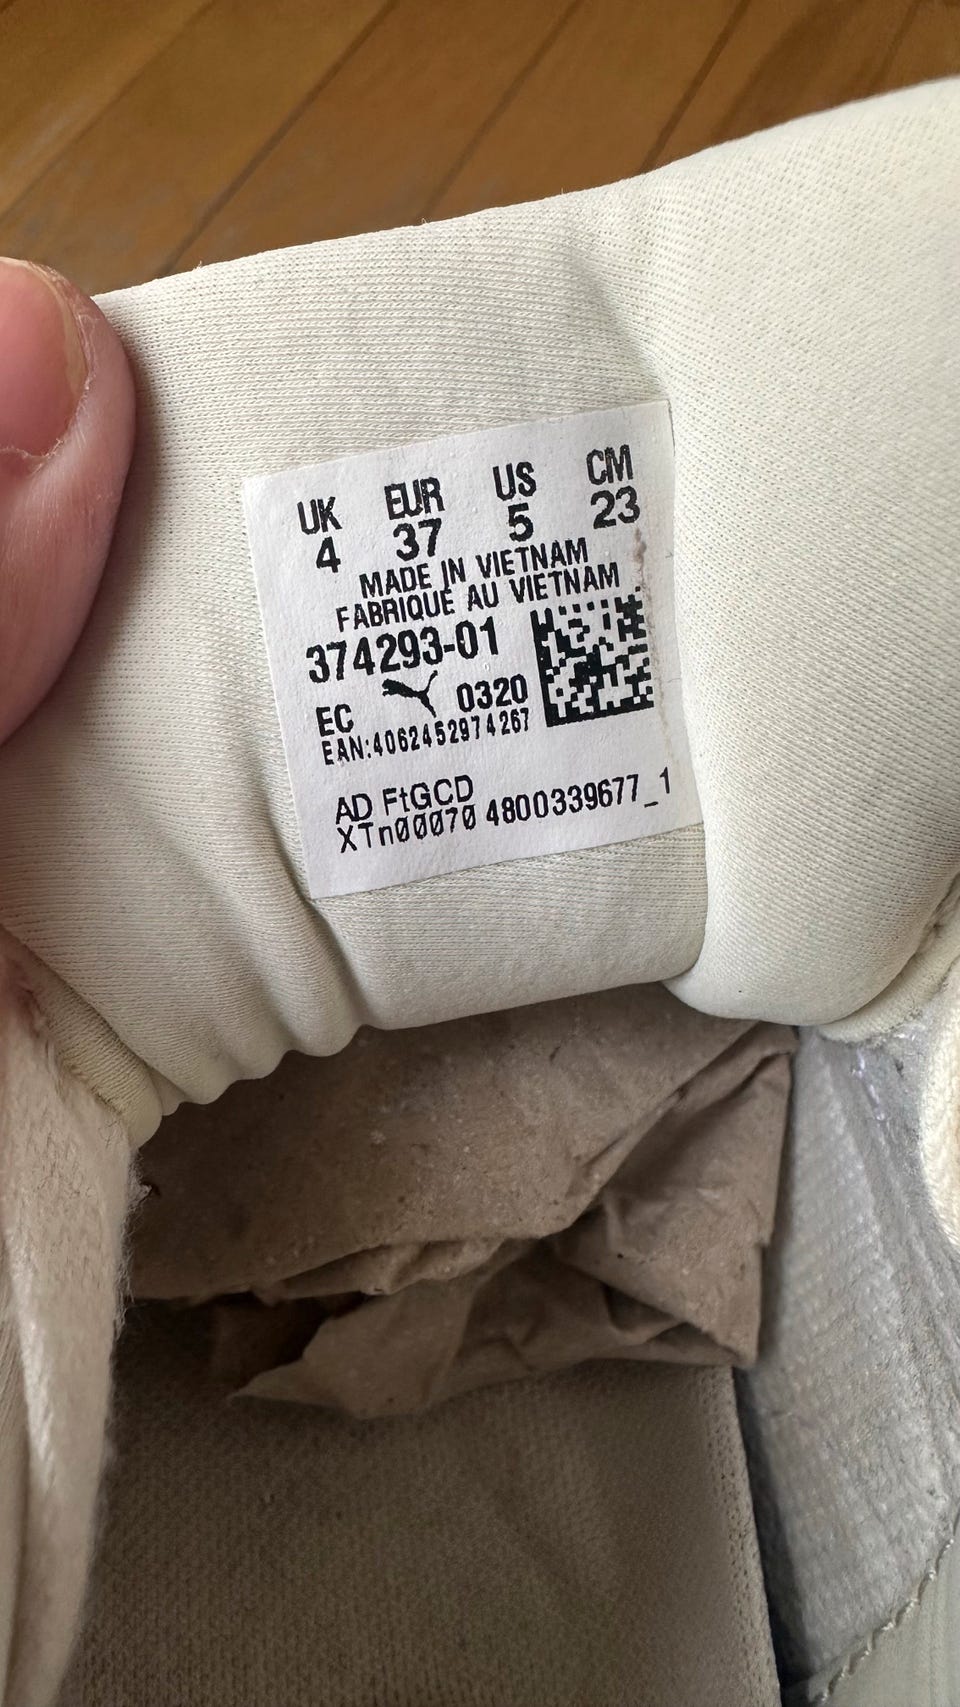 UK EUR US CM
4 37 5 23
MADE IN VIETNAM
FABRIQUE AU VIETNAM
374293-01
EC 0320
EAN:4062452974267
AD FtGCD
XTn00070 4800339677_1